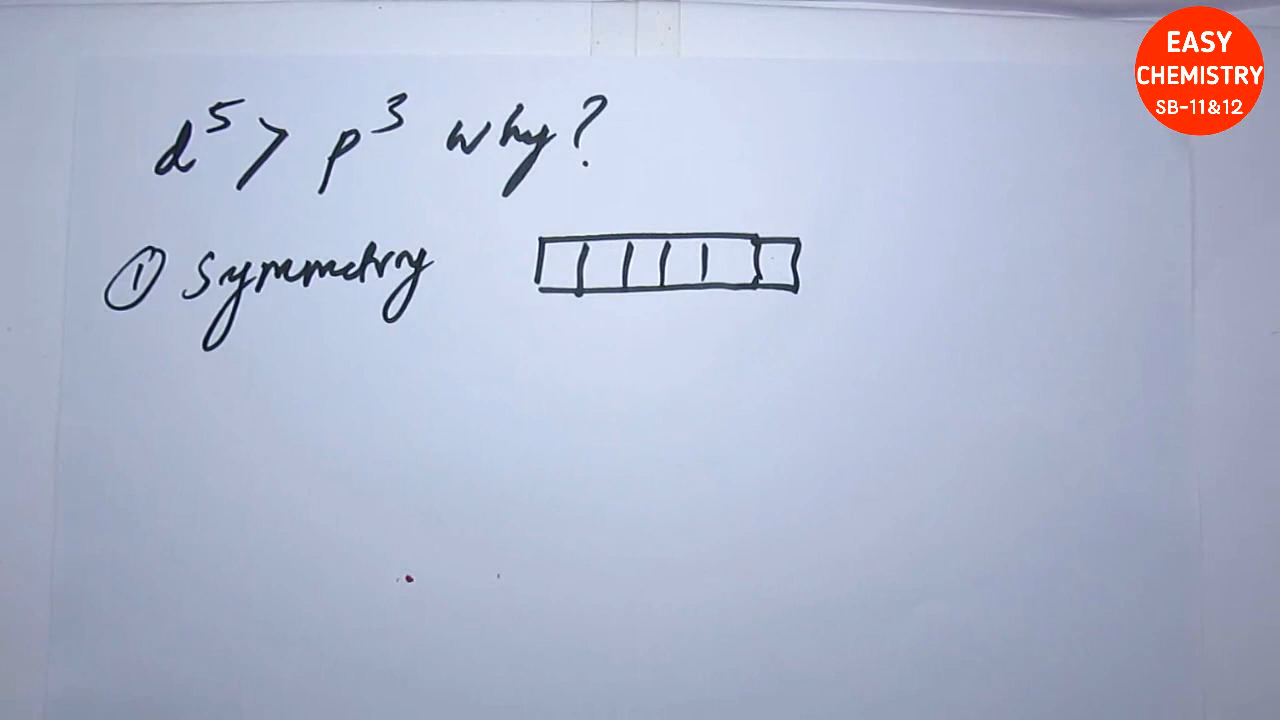 d⁵ > p³ why?
① Symmetry
EASY
CHEMISTRY
SB-11&12